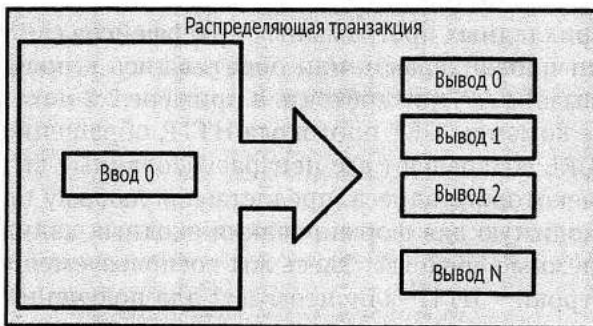 Распределяющая транзакция
Ввод 0
Вывод 0
Вывод 1
Вывод 2
Вывод N